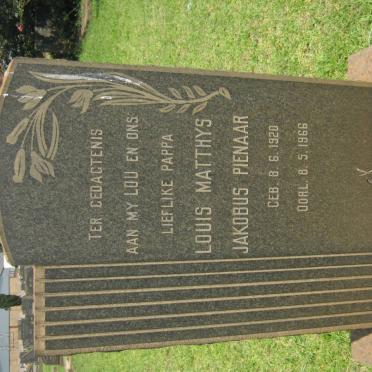 TER GEDAGTENIS
AAN MY LOU EN ONS
LIEFLIKE PAPPA
LOUIS MATTHYS
JAKOBUS PIENAAR
GEB. 8. 6. 1920
OORL. 8. 5. 1966